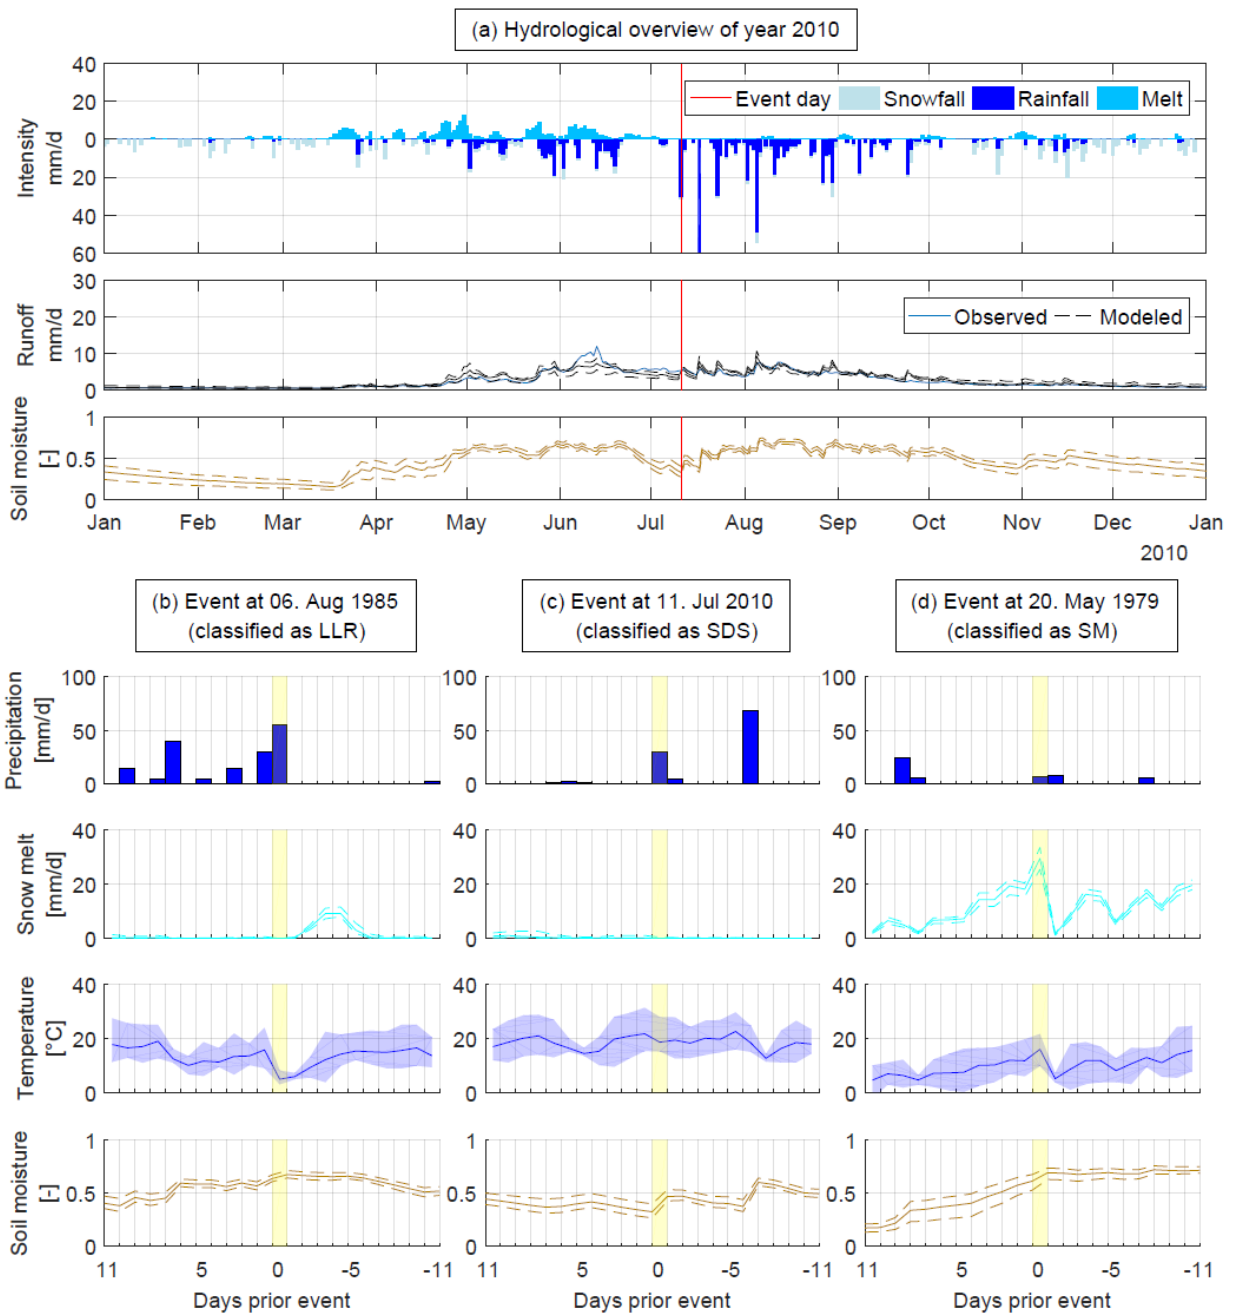 (a) Hydrological overview of year 2010
Intensity
mm/d
40
20
0
20
40
60
Event day
Snowfall
Rainfall
Melt
Runoff
mm/d
30
20
10
0
Observed
Modeled
Soil moisture
[-]
1
0.5
0
Jan Feb Mar Apr May Jun Jul Aug Sep Oct Nov Dec Jan
2010
(b) Event at 06. Aug 1985
(classified as LLR)
(c) Event at 11. Jul 2010
(classified as SDS)
(d) Event at 20. May 1979
(classified as SM)
Precipitation
[mm/d]
100 100 100
50 50 50
0 0 0
Snow melt
[mm/d]
40 40 40
20 20 20
0 0 0
Temperature
[°C]
40 40 40
20 20 20
0 0 0
Soil moisture
[-]
1 1 1
0.5 0.5 0.5
0 0 0
11 5 0 -5 -11 11 5 0 -5 -11 11 5 0 -5 -11
Days prior event Days prior event Days prior event